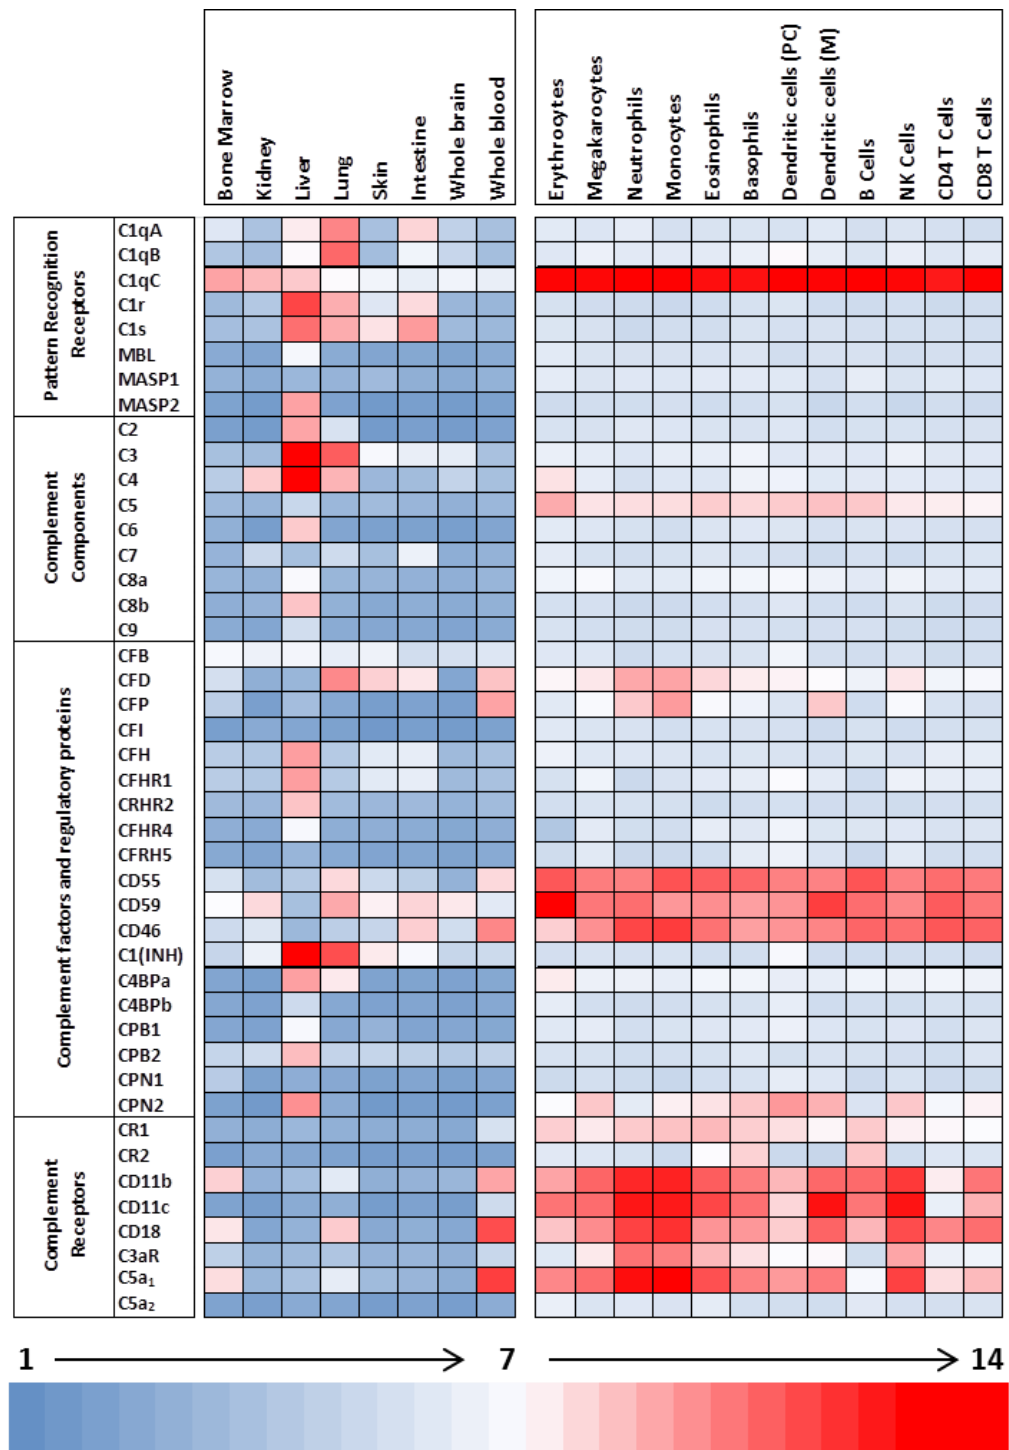 Bone Marrow
Kidney
Liver
Lung
Skin
Intestine
Whole brain
Whole blood
Erythrocytes
Megakarocytes
Neutrophils
Monocytes
Eosinophils
Basophils
Dendritic cells (PC)
Dendritic cells (M)
B Cells
NK Cells
CD4 T Cells
CD8 T Cells
Pattern Recognition
Receptors
C1qA
C1qB
C1qC
C1r
C1s
MBL
MASP1
MASP2
Complement
Components
C2
C3
C4
C5
C6
C7
C8a
C8b
C9
Complement factors and regulatory proteins
CFB
CFD
CFP
CFI
CFH
CFHR1
CRHR2
CFHR4
CFRH5
CD55
CD59
CD46
C1(INH)
C4BPa
C4BPb
CPB1
CPB2
CPN1
CPN2
Complement
Receptors
CR1
CR2
CD11b
CD11c
CD18
C3aR
C5a₁
C5a₂
1 7 14